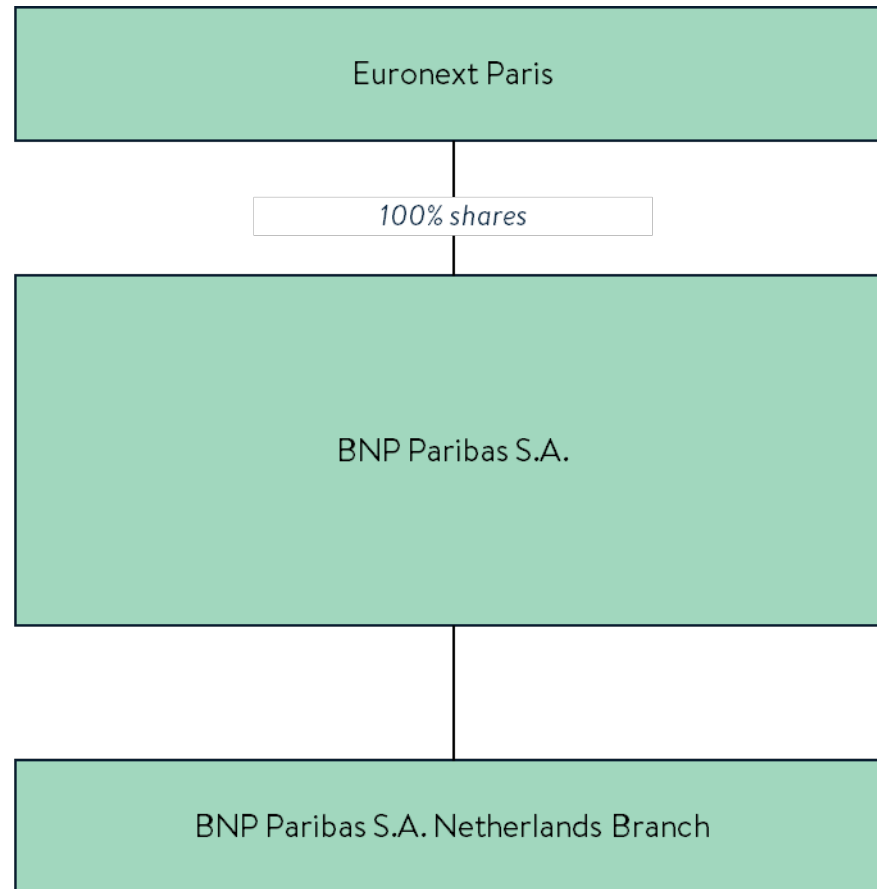 Euronext Paris
100% shares
BNP Paribas S.A.
BNP Paribas S.A. Netherlands Branch